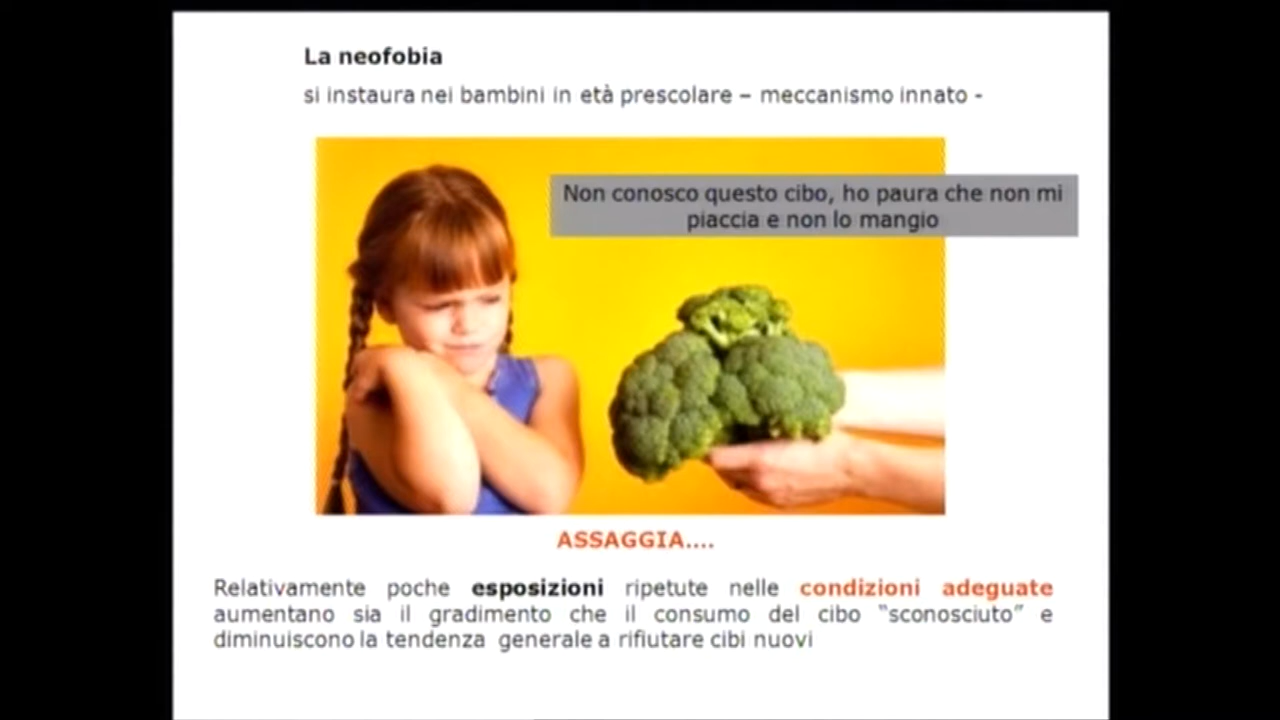 La neofobia
si instaura nei bambini in età prescolare – meccanismo innato -
Non conosco questo cibo, ho paura che non mi
piaccia e non lo mangio
ASSAGGIA....
Relativamente poche esposizioni ripetute nelle condizioni adeguate
aumentano sia il gradimento che il consumo del cibo “sconosciuto” e
diminuiscono la tendenza generale a rifiutare cibi nuovi